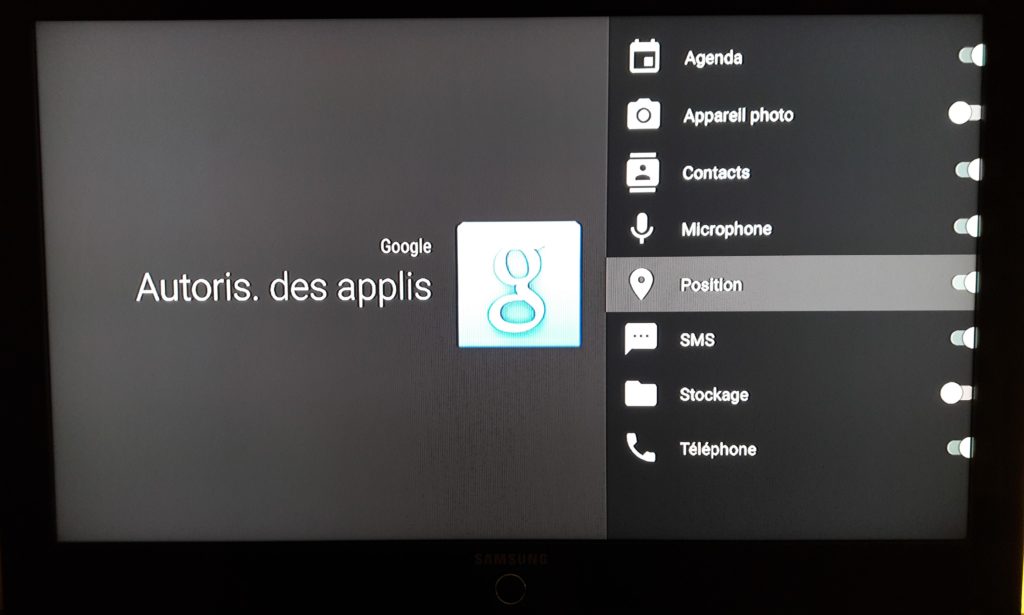 Google
Autoris. des applis
g
Agenda
Appareil photo
Contacts
Microphone
Position
SMS
Stockage
Téléphone
SAMSUNG